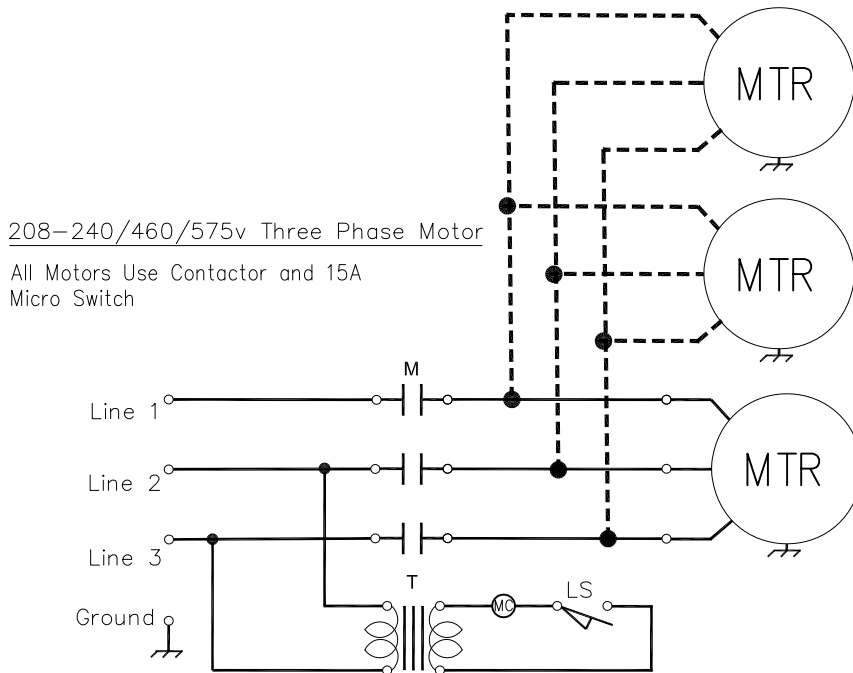 MTR
208-240/460/575v Three Phase Motor
MTR
All Motors Use Contactor and 15A
Micro Switch
M
Line 1
Line 2
MTR
Line 3
T
LS
MC
Ground